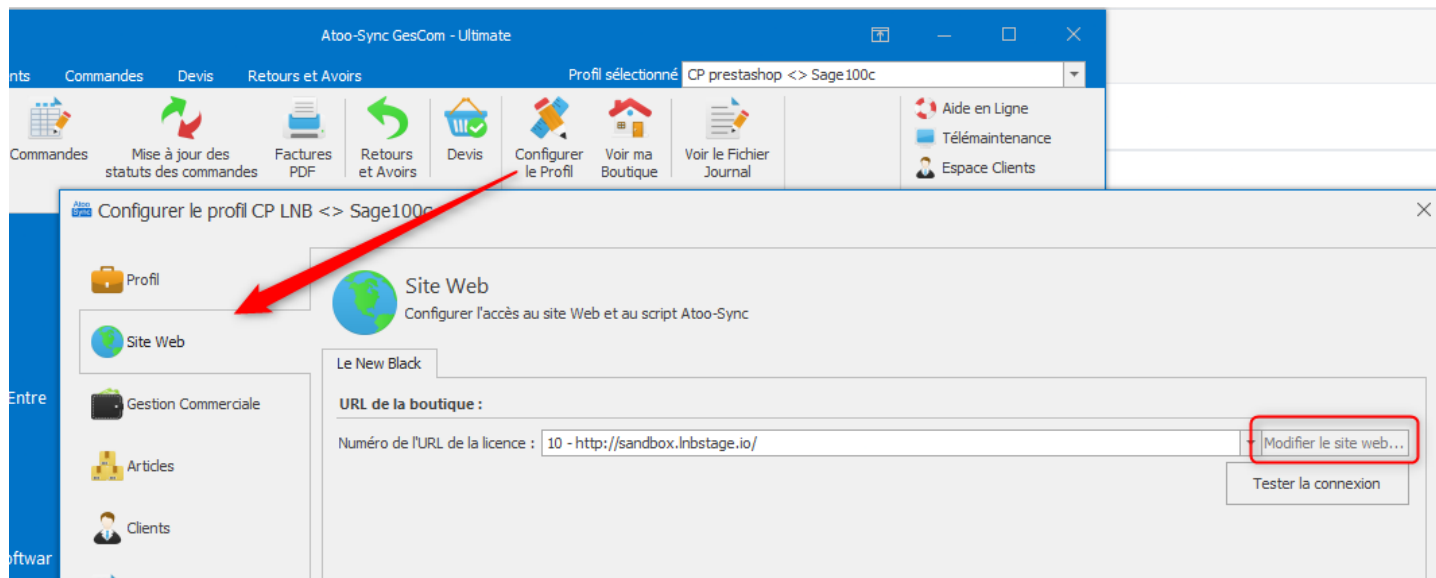 Atoo-Sync GesCom - Ultimate
nts Commandes Devis Retours et Avoirs Profil sélectionné CP prestashop <> Sage100c
Commandes
Mise à jour des
statuts des commandes
Factures
PDF
Retours
et Avoirs
Devis
Configurer
le Profil
Voir ma
Boutique
Voir le Fichier
Journal
Aide en Ligne
Télémaintenance
Espace Clients
Atoo
Sync
Configurer le profil CP LNB <> Sage100c
Profil
Site Web
Gestion Commerciale
Articles
Clients
Entre
oftwar
Site Web
Configurer l'accès au site Web et au script Atoo-Sync
Le New Black
URL de la boutique :
Numéro de l'URL de la licence : 10 - http://sandbox.lnbstage.io/ Modifier le site web...
Tester la connexion